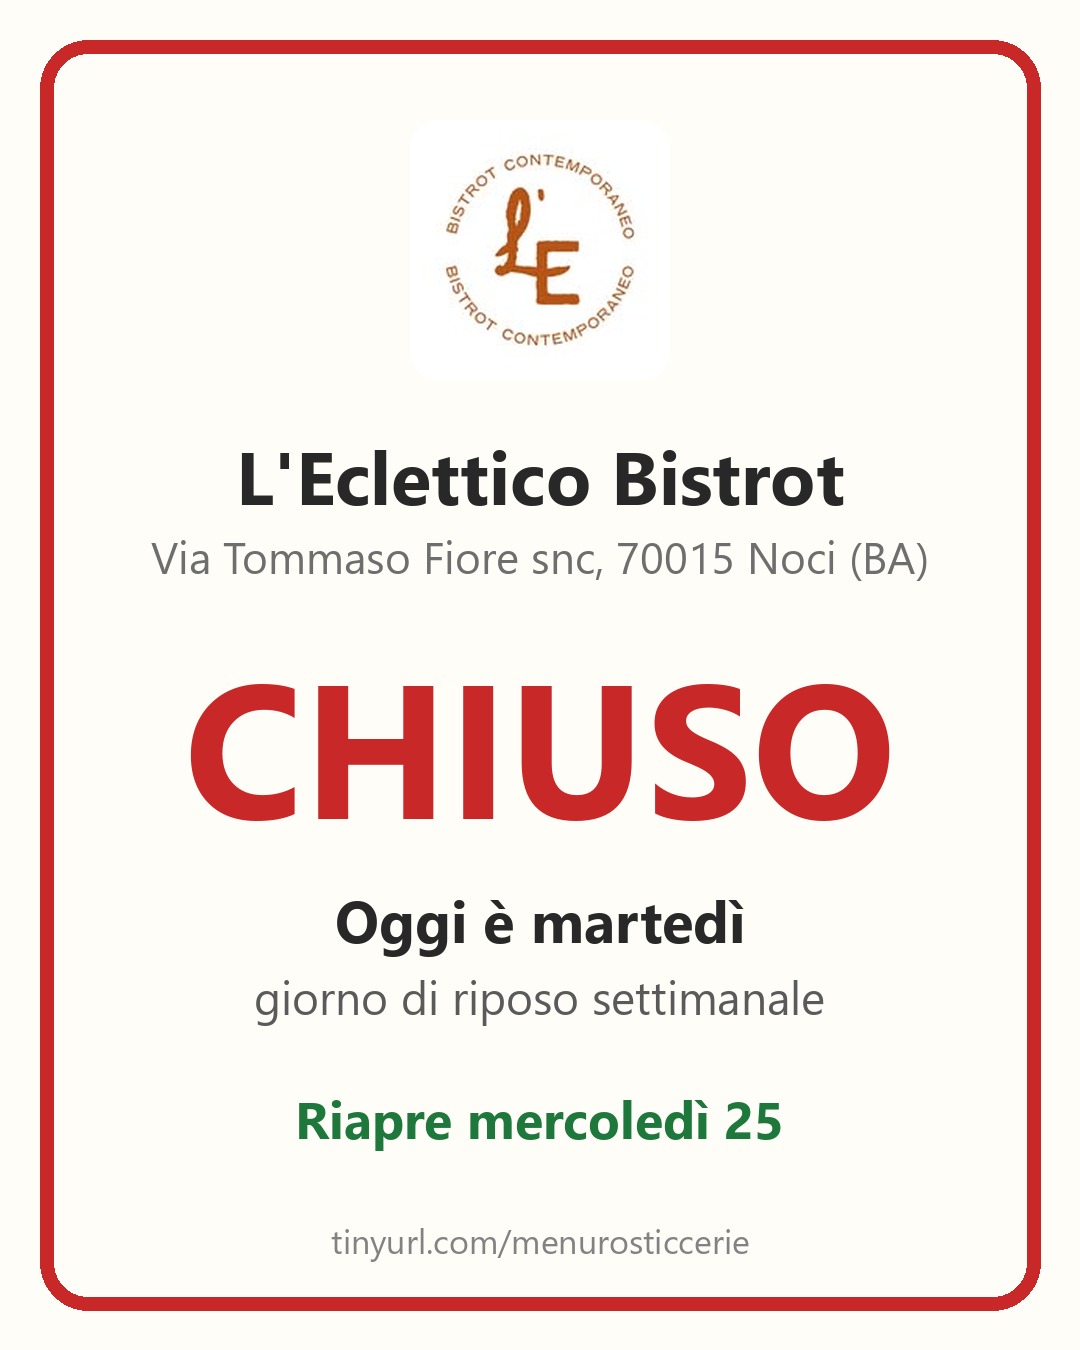 BISTROT CONTEMPORANEO
L'E
BISTROT CONTEMPORANEO
L'Eclettico Bistrot
Via Tommaso Fiore snc, 70015 Noci (BA)
CHIUSO
Oggi è martedì
giorno di riposo settimanale
Riapre mercoledì 25
tinyurl.com/menurosticcerie